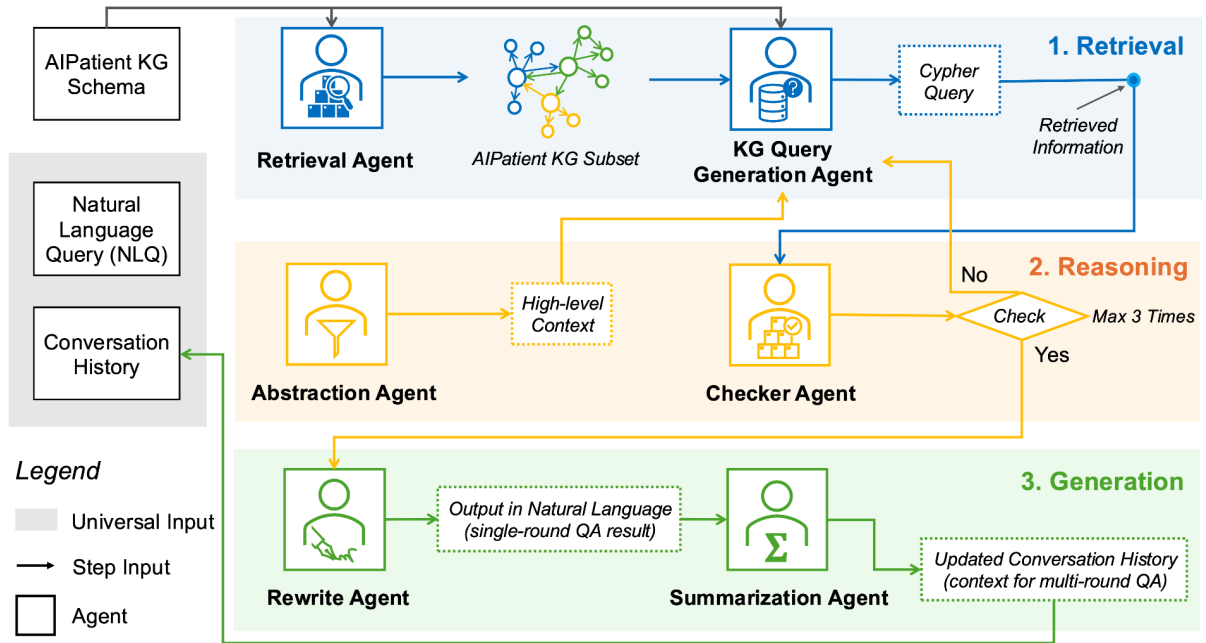 AIPatient KG
Schema
Natural
Language
Query (NLQ)
Conversation
History
Legend
Universal Input
Step Input
Agent
1. Retrieval
Retrieval Agent
AIPatient KG Subset
?
KG Query
Generation Agent
Cypher
Query
Retrieved
Information
2. Reasoning
Abstraction Agent
High-level
Context
Checker Agent
No
Check
Max 3 Times
Yes
3. Generation
Rewrite Agent
Output in Natural Language
(single-round QA result)
Σ
Summarization Agent
Updated Conversation History
(context for multi-round QA)